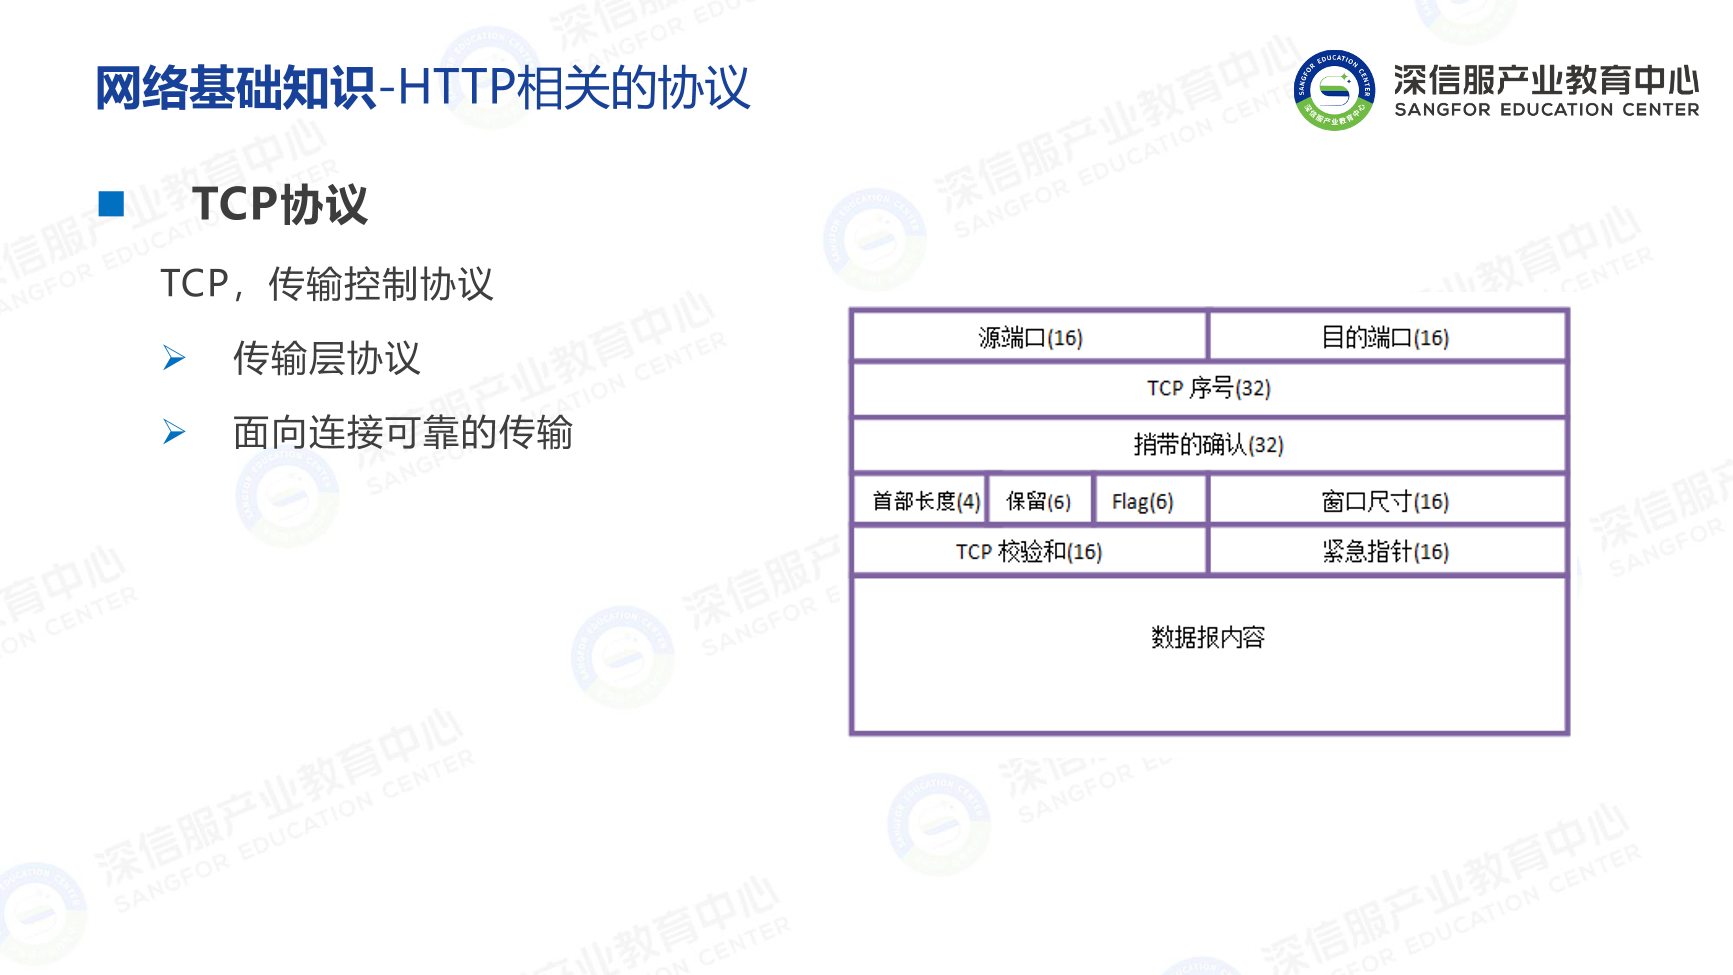 网络基础知识-HTTP相关的协议
深信服产业教育中心
SANGFOR EDUCATION CENTER
TCP协议
TCP，传输控制协议
传输层协议
面向连接可靠的传输
源端口(16) 目的端口(16)
TCP 序号(32)
捎带的确认(32)
首部长度(4) 保留(6) Flag(6) 窗口尺寸(16)
TCP 校验和(16) 紧急指针(16)
数据报内容